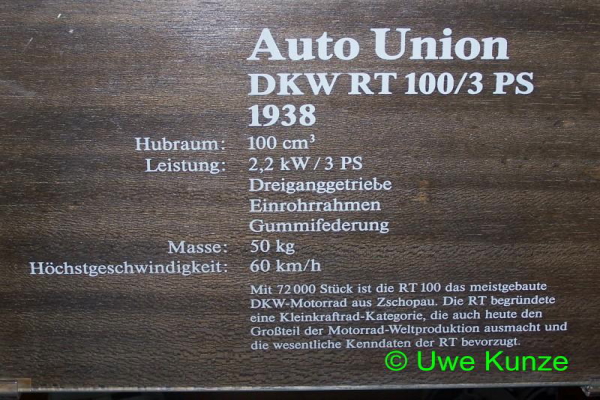 Auto Union
DKW RT 100/3 PS
1938
Hubraum: 100 cm³
Leistung: 2,2 kW / 3 PS
Dreiganggetriebe
Einrohrrahmen
Gummifederung
Masse: 50 kg
Höchstgeschwindigkeit: 60 km/h
Mit 72 000 Stück ist die RT 100 das meistgebaute
DKW-Motorrad aus Zschopau. Die RT begründete
eine Kleinkraftrad-Kategorie, die auch heute den
Großteil der Motorrad-Weltproduktion ausmacht und
die wesentliche Kenndaten der RT bevorzugt.
© Uwe Kunze